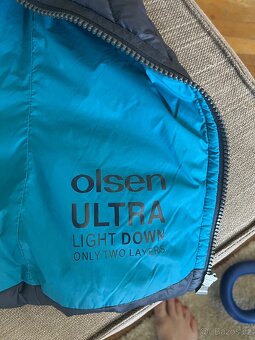 olsen
ULTRA
LIGHT DOWN
ONLY TWO LAYERS